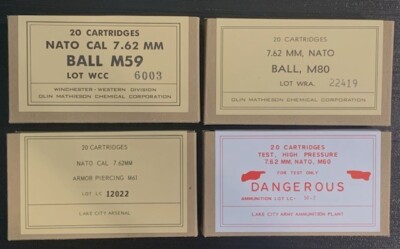 20 CARTRIDGES
NATO CAL 7.62 MM
BALL M59
LOT WCC 6003
WINCHESTER-WESTERN DIVISION
OLIN MATHIESON CHEMICAL CORPORATION
20 CARTRIDGES
7.62 MM, NATO
BALL, M80
LOT WRA. 22419
OLIN MATHIESON CHEMICAL CORPORATION
20 CARTRIDGES
NATO CAL 7.62MM
ARMOR PIERCING M61
LOT LC 12022
LAKE CITY ARSENAL
20 CARTRIDGES
TEST, HIGH PRESSURE
7.62 MM, NATO, M60
FOR TEST ONLY
DANGEROUS
AMMUNITION LOT LC-
LAKE CITY ARMY AMMUNITION PLANT